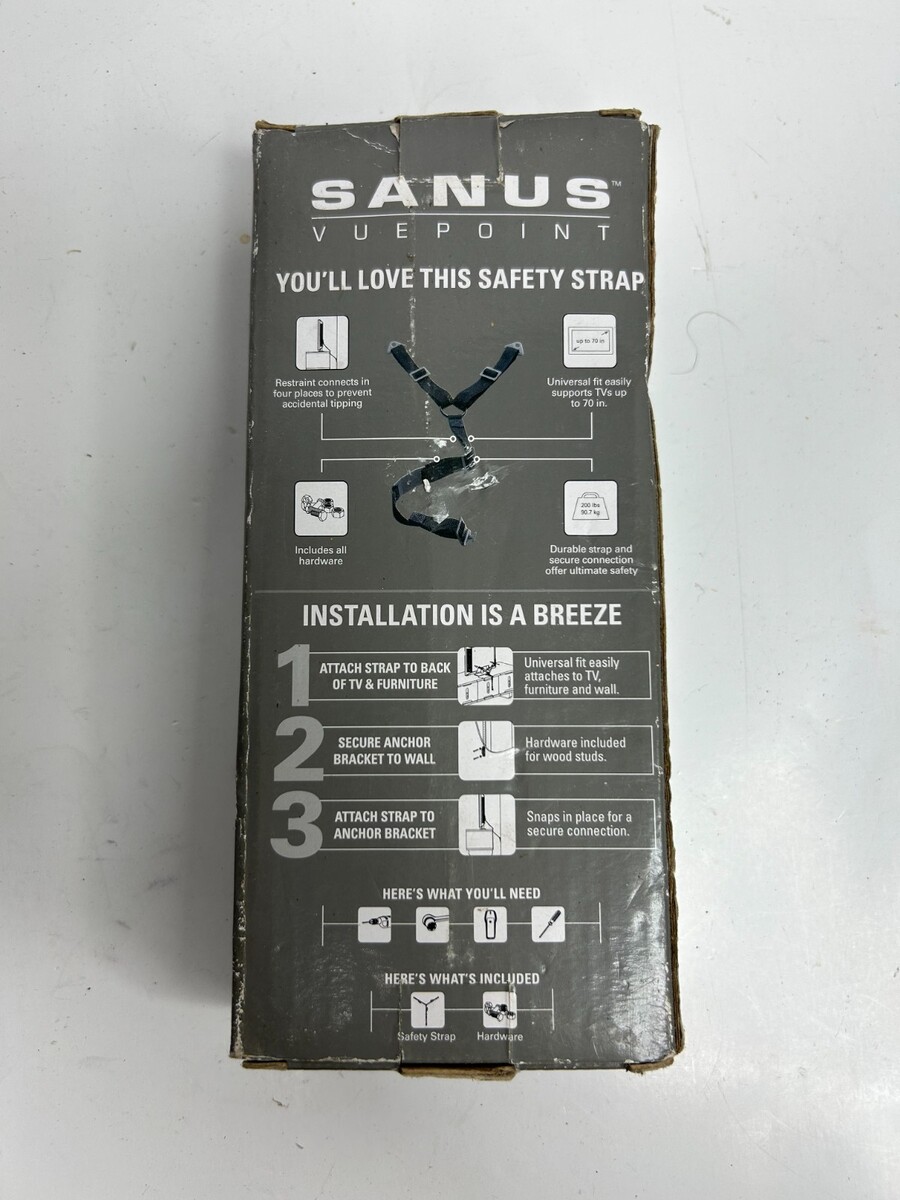 SANUS™
VUEPOINT
YOU'LL LOVE THIS SAFETY STRAP
Restraint connects in
four places to prevent
accidental tipping
up to 70 in
Universal fit easily
supports TVs up
to 70 in.
Includes all
hardware
200 lbs
90.7 kg
Durable strap and
secure connection
offer ultimate safety
INSTALLATION IS A BREEZE
1
ATTACH STRAP TO BACK
OF TV & FURNITURE
Universal fit easily
attaches to TV,
furniture and wall.
2
SECURE ANCHOR
BRACKET TO WALL
Hardware included
for wood studs.
3
ATTACH STRAP TO
ANCHOR BRACKET
Snaps in place for a
secure connection.
HERE'S WHAT YOU'LL NEED
HERE'S WHAT'S INCLUDED
Safety Strap
Hardware